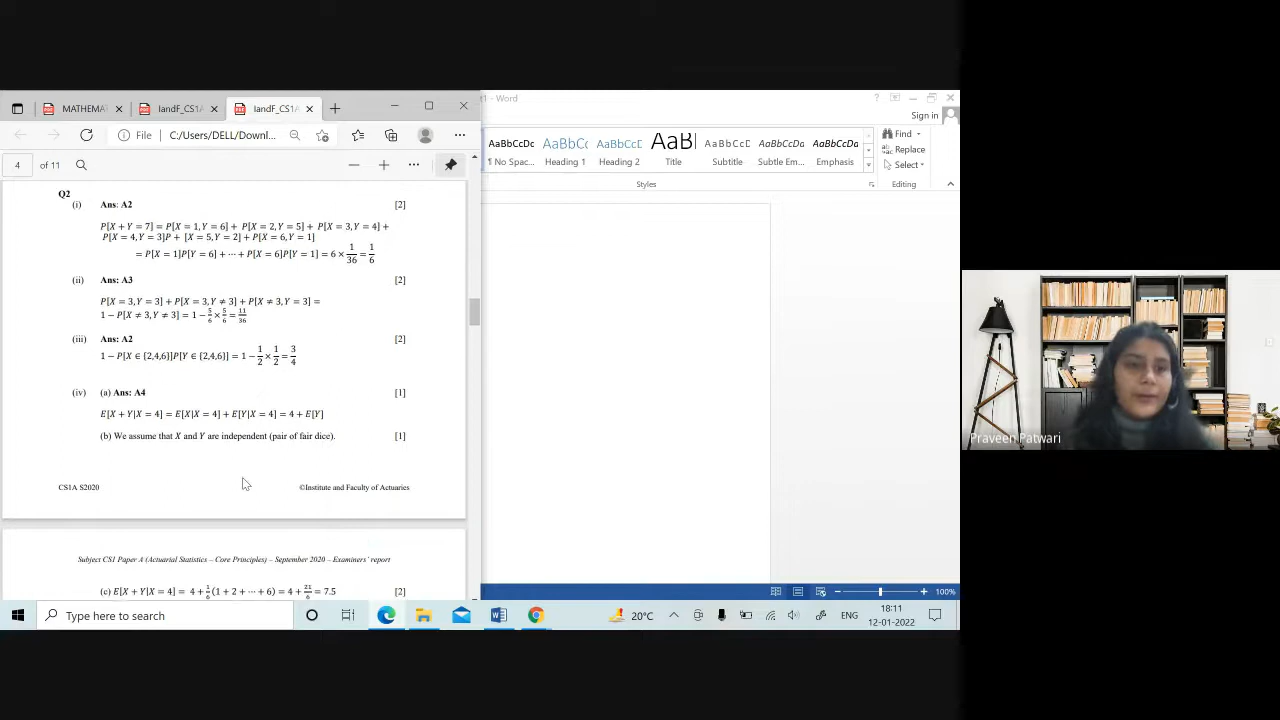 MATHEMA
IandF_CS1A
IandF_CS1A
t1 - Word
?
Sign in
File
C:/Users/DELL/Downl...
AaBbCcDc
AaBbCc
AaBbCcD
AaBl
AaBbCcD
AaBbCcDa
AaBbCcDa
¶ No Spac...
Heading 1
Heading 2
Title
Subtitle
Subtle Em...
Emphasis
Find
Replace
Select
Styles
Editing
4
of 11
Q2
(i) Ans: A2 [2]
P[X + Y = 7] = P[X = 1, Y = 6] + P[X = 2, Y = 5] + P[X = 3, Y = 4] +
P[X = 4, Y = 3]P + [X = 5, Y = 2] + P[X = 6, Y = 1]
= P[X = 1]P[Y = 6] + ⋯ + P[X = 6]P[Y = 1] = 6 × 1/36 = 1/6
(ii) Ans: A3 [2]
P[X = 3, Y = 3] + P[X = 3, Y ≠ 3] + P[X ≠ 3, Y = 3] =
1 − P[X ≠ 3, Y ≠ 3] = 1 − 5/6 × 5/6 = 11/36
(iii) Ans: A2 [2]
1 − P[X ∈ {2,4,6}]P[Y ∈ {2,4,6}] = 1 − 1/2 × 1/2 = 3/4
(iv) (a) Ans: A4 [1]
E[X + Y|X = 4] = E[X|X = 4] + E[Y|X = 4] = 4 + E[Y]
(b) We assume that X and Y are independent (pair of fair dice). [1]
CS1A S2020 ©Institute and Faculty of Actuaries
Subject CS1 Paper A (Actuarial Statistics – Core Principles) – September 2020 – Examiners' report
(c) E[X + Y|X = 4] = 4 + 1/6 (1 + 2 + ⋯ + 6) = 4 + 21/6 = 7.5 [2]
100%
Type here to search
20°C
ENG
18:11
12-01-2022
Praveen Patwari